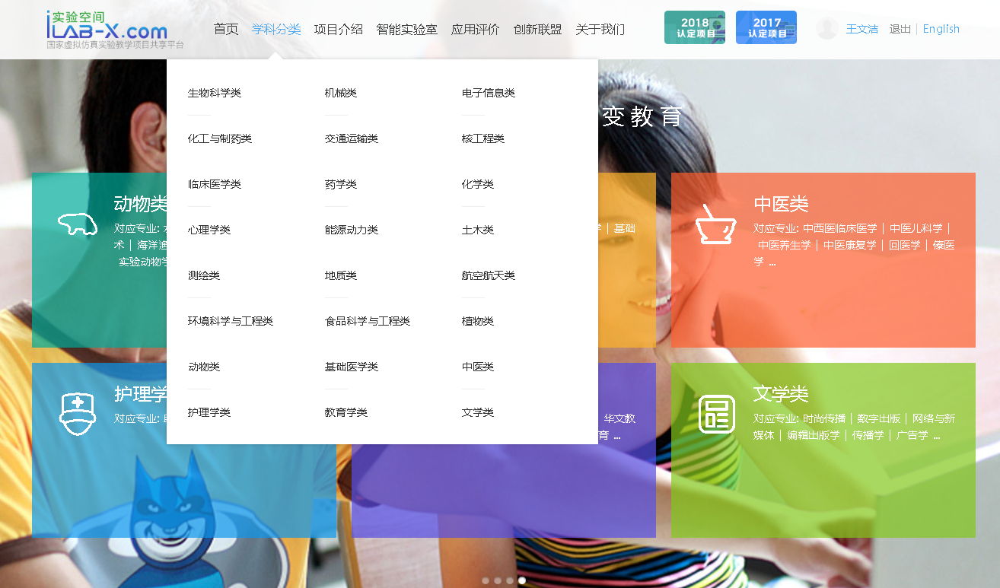 实验空间
iLAB-X.com
国家虚拟仿真实验教学项目共享平台
首页 学科分类 项目介绍 智能实验室 应用评价 创新联盟 关于我们
2018
认定项目
2017
认定项目
王文洁 退出 | English
生物科学类 机械类 电子信息类
化工与制药类 交通运输类 核工程类
临床医学类 药学类 化学类
心理学类 能源动力类 土木类
测绘类 地质类 航空航天类
环境科学与工程类 食品科学与工程类 植物类
动物类 基础医学类 中医类
护理学类 教育学类 文学类
变教育
动物类
对应专业:
术 | 海洋渔
实验动物学
学 | 基础
中医类
对应专业: 中西医临床医学 | 中医儿科学 |
中医养生学 | 中医康复学 | 回医学 | 傣医
学 ...
护理学
对应专业:
华文教
育 ...
文学类
对应专业: 时尚传播 | 数字出版 | 网络与新
媒体 | 编辑出版学 | 传播学 | 广告学 ...